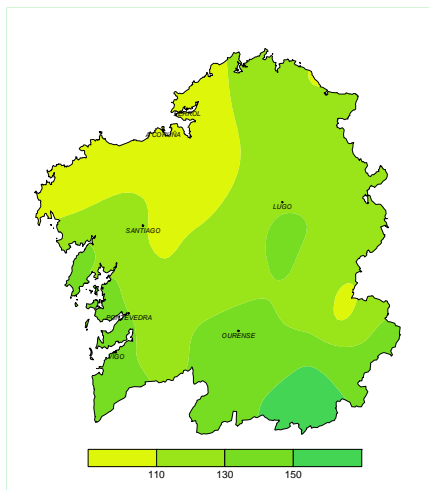 FERROL
A CORUÑA
LUGO
SANTIAGO
PONTEVEDRA
OURENSE
VIGO
110 130 150